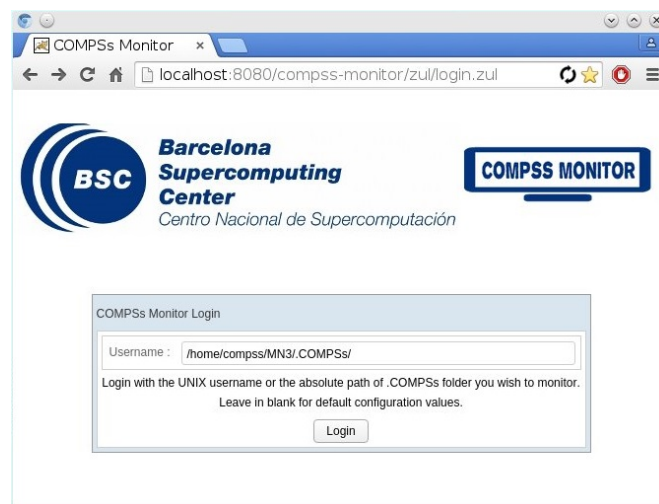 COMPSs Monitor
localhost:8080/compss-monitor/zul/login.zul
BSC
Barcelona
Supercomputing
Center
Centro Nacional de Supercomputación
COMPSS MONITOR
COMPSs Monitor Login
Username : /home/compss/MN3/.COMPSs/
Login with the UNIX username or the absolute path of .COMPSs folder you wish to monitor.
Leave in blank for default configuration values.
Login